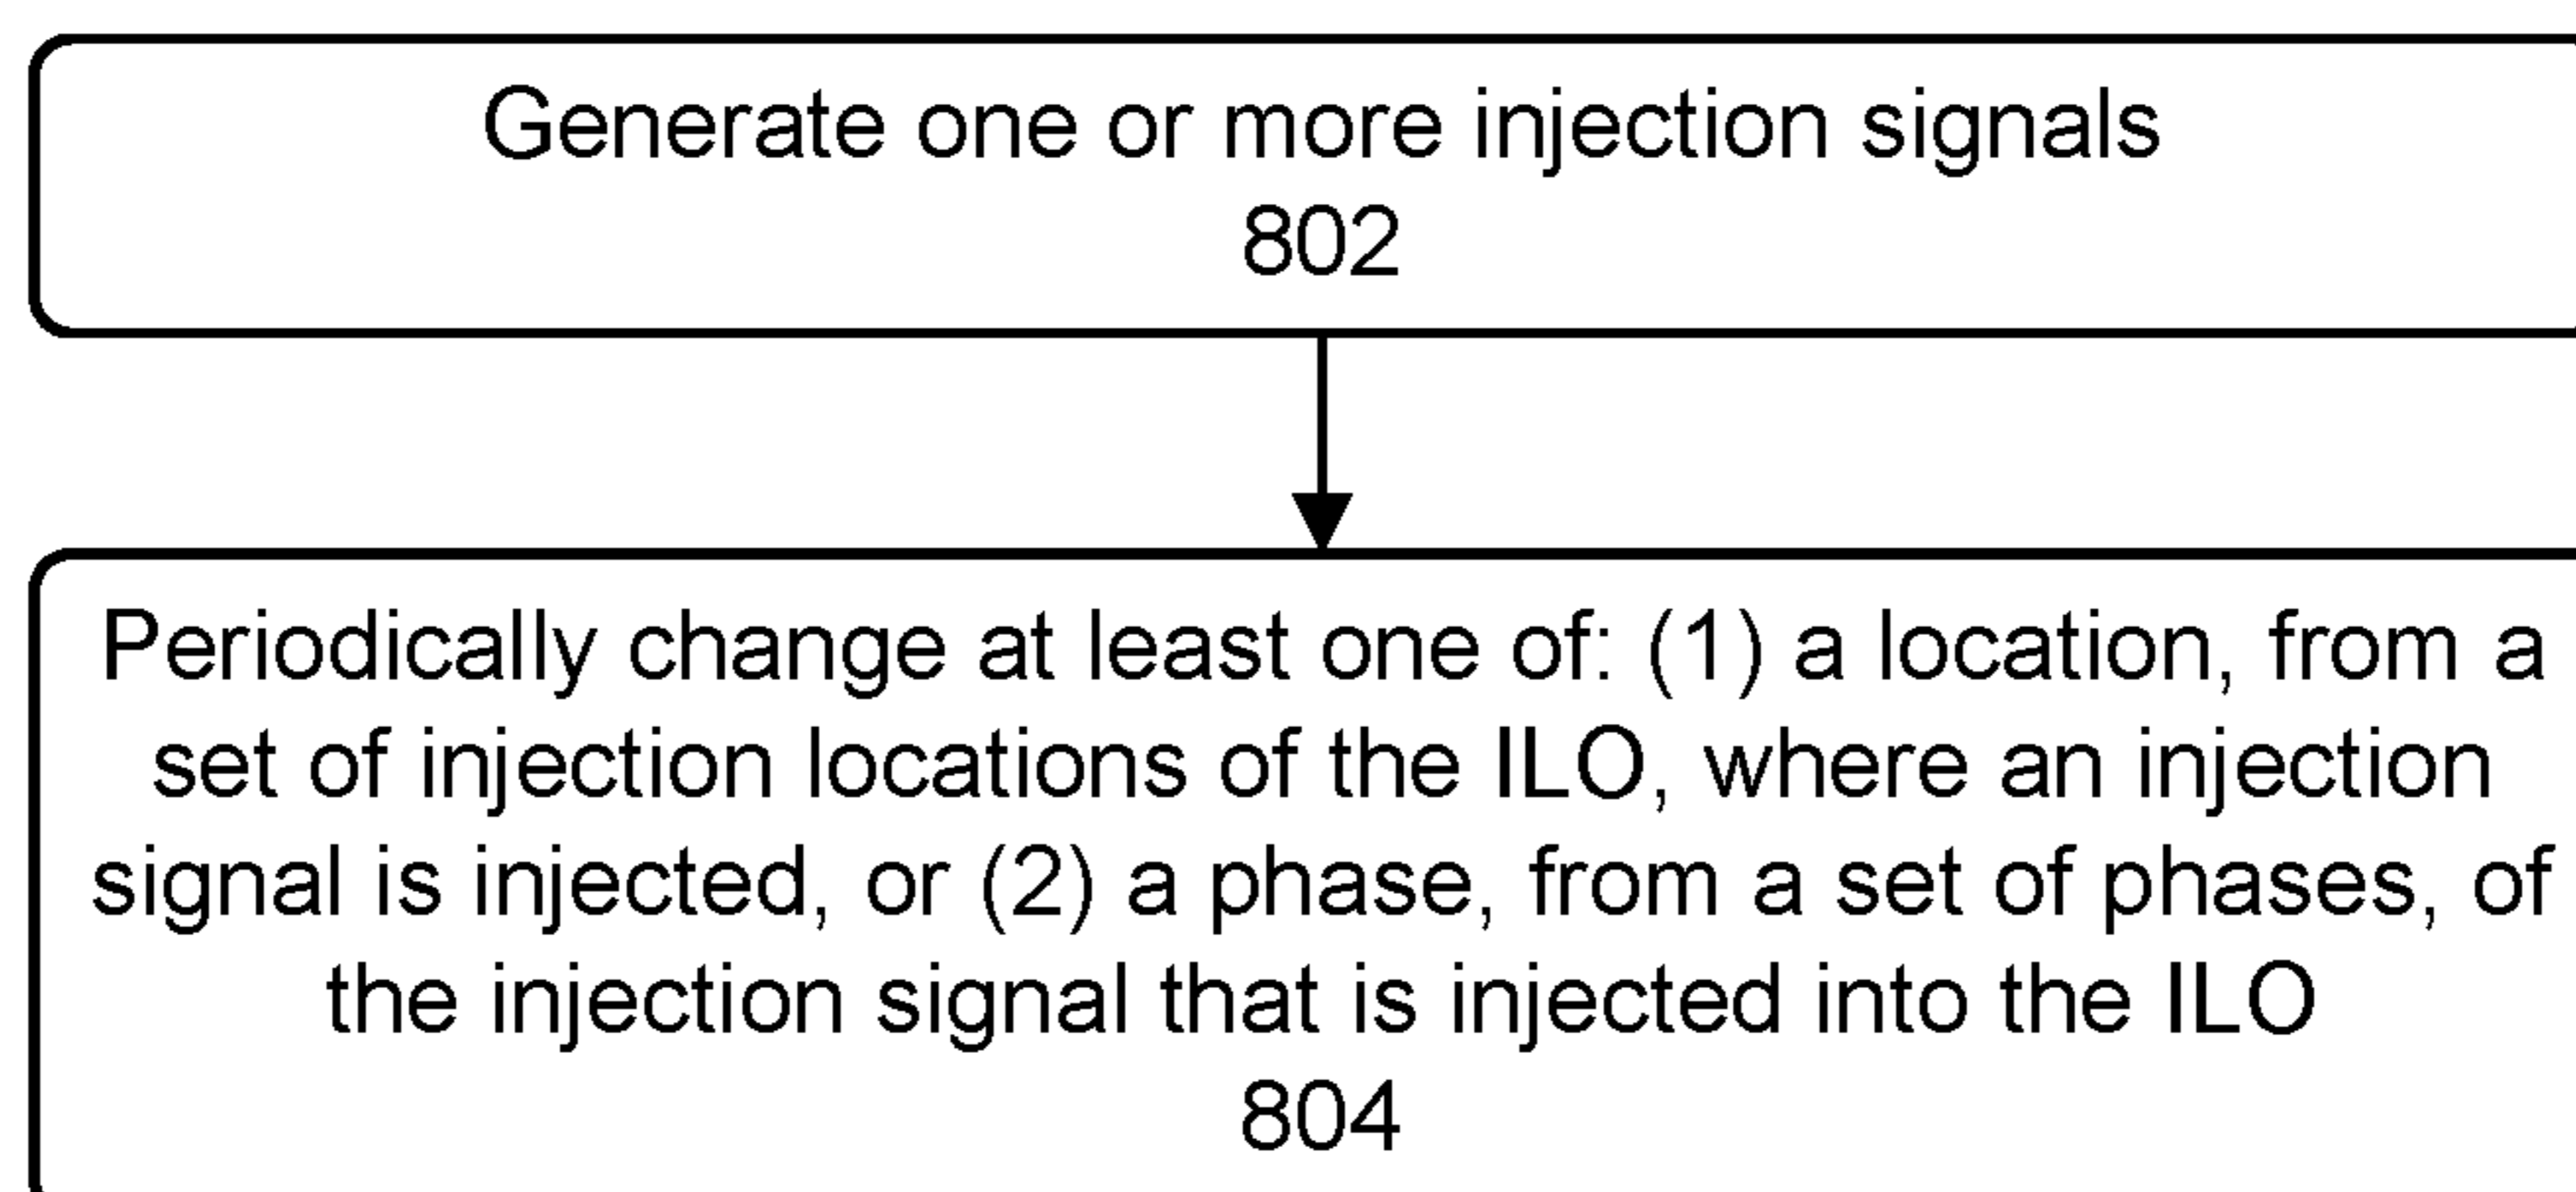 Generate one or more injection signals
802
Periodically change at least one of: (1) a location, from a
set of injection locations of the ILO, where an injection
signal is injected, or (2) a phase, from a set of phases, of
the injection signal that is injected into the ILO
804